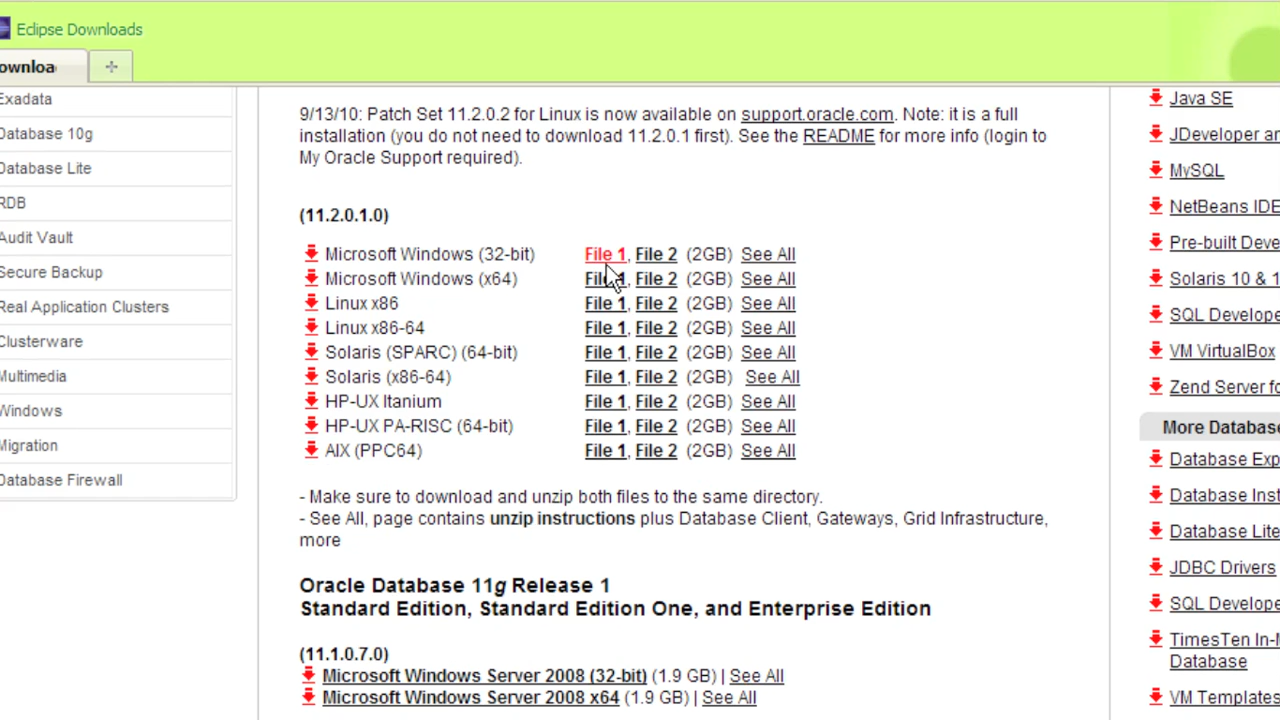 Eclipse Downloads
ownloa
Exadata
Database 10g
Database Lite
RDB
Audit Vault
Secure Backup
Real Application Clusters
Clusterware
Multimedia
Windows
Migration
Database Firewall
9/13/10: Patch Set 11.2.0.2 for Linux is now available on support.oracle.com. Note: it is a full
installation (you do not need to download 11.2.0.1 first). See the README for more info (login to
My Oracle Support required).
(11.2.0.1.0)
Microsoft Windows (32-bit) File 1, File 2 (2GB) See All
Microsoft Windows (x64) File 1, File 2 (2GB) See All
Linux x86 File 1, File 2 (2GB) See All
Linux x86-64 File 1, File 2 (2GB) See All
Solaris (SPARC) (64-bit) File 1, File 2 (2GB) See All
Solaris (x86-64) File 1, File 2 (2GB) See All
HP-UX Itanium File 1, File 2 (2GB) See All
HP-UX PA-RISC (64-bit) File 1, File 2 (2GB) See All
AIX (PPC64) File 1, File 2 (2GB) See All
- Make sure to download and unzip both files to the same directory.
- See All, page contains unzip instructions plus Database Client, Gateways, Grid Infrastructure,
more
Oracle Database 11g Release 1
Standard Edition, Standard Edition One, and Enterprise Edition
(11.1.0.7.0)
Microsoft Windows Server 2008 (32-bit) (1.9 GB) | See All
Microsoft Windows Server 2008 x64 (1.9 GB) | See All
Java SE
JDeveloper an
MySQL
NetBeans IDE
Pre-built Deve
Solaris 10 & 1
SQL Develope
VM VirtualBox
Zend Server fo
More Database
Database Exp
Database Inst
Database Lite
JDBC Drivers
SQL Develope
TimesTen In-M
Database
VM Templates